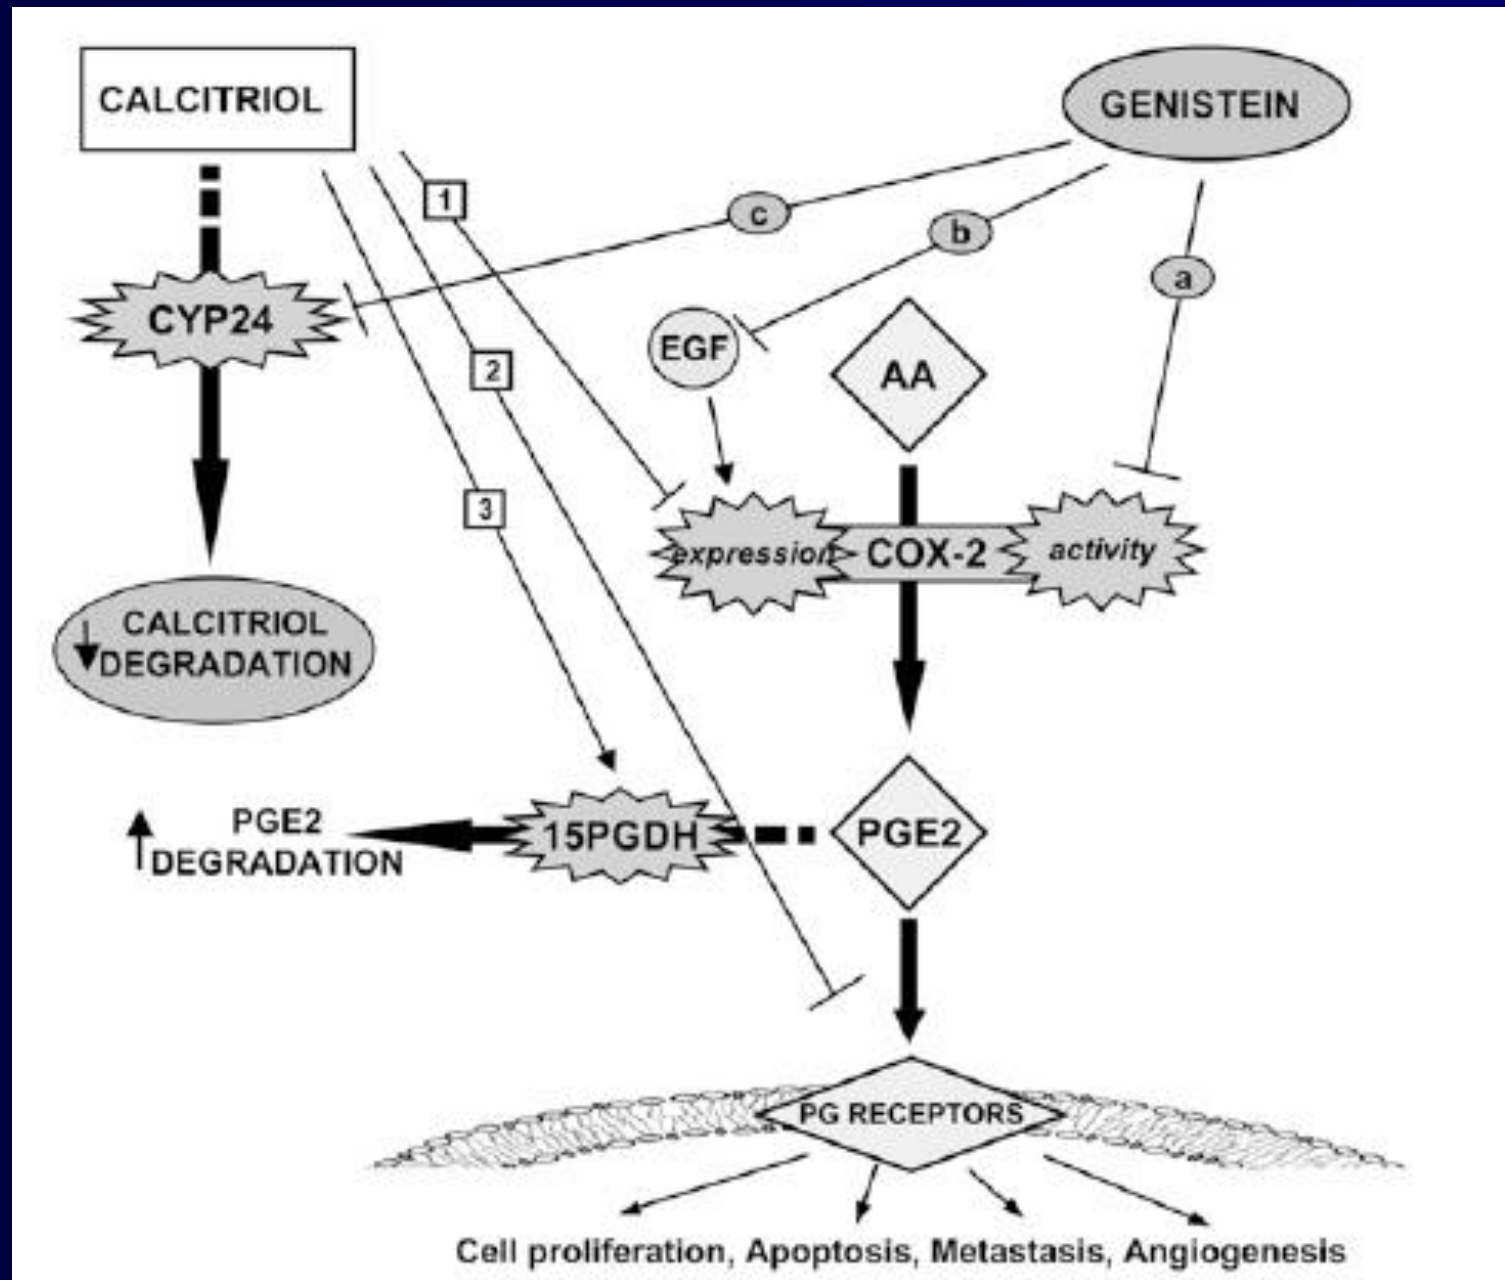 CALCITRIOL
GENISTEIN
1
c
b
a
CYP24
EGF
AA
2
3
expression
COX-2
activity
CALCITRIOL
DEGRADATION
PGE2
DEGRADATION
15PGDH
PGE2
PG RECEPTORS
Cell proliferation, Apoptosis, Metastasis, Angiogenesis